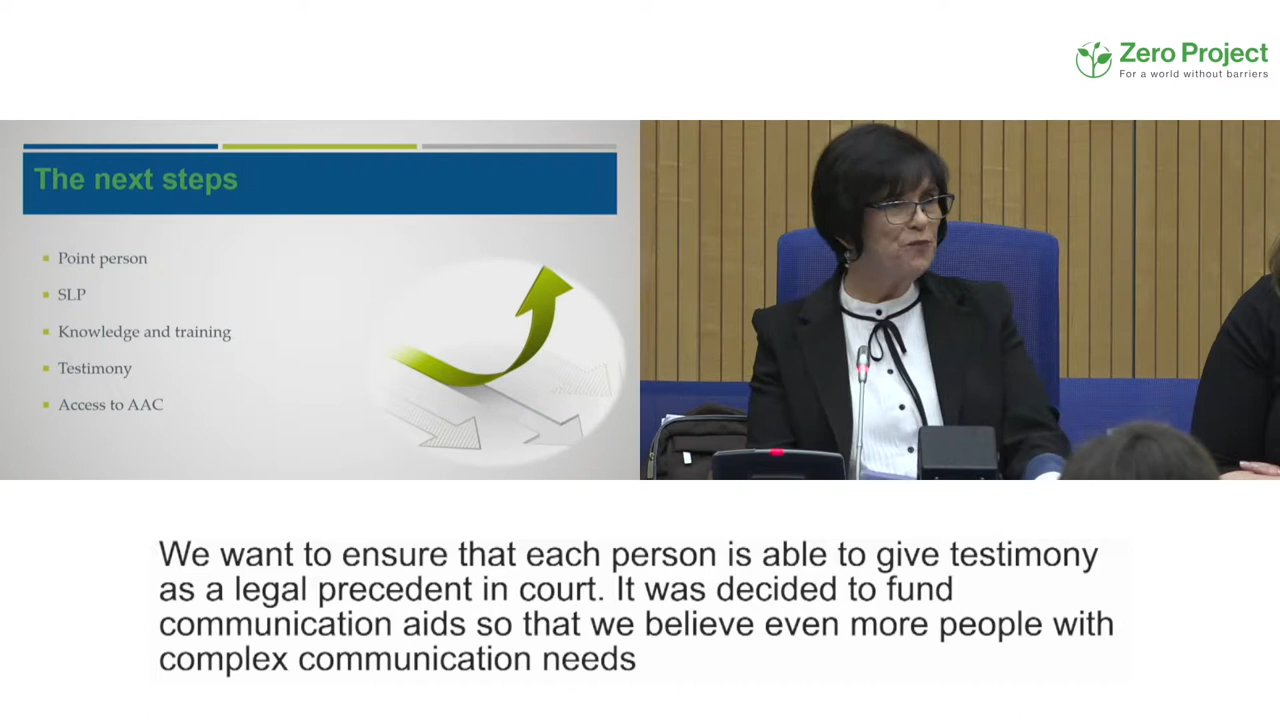 Zero Project
For a world without barriers
The next steps
Point person
SLP
Knowledge and training
Testimony
Access to AAC
We want to ensure that each person is able to give testimony
as a legal precedent in court. It was decided to fund
communication aids so that we believe even more people with
complex communication needs